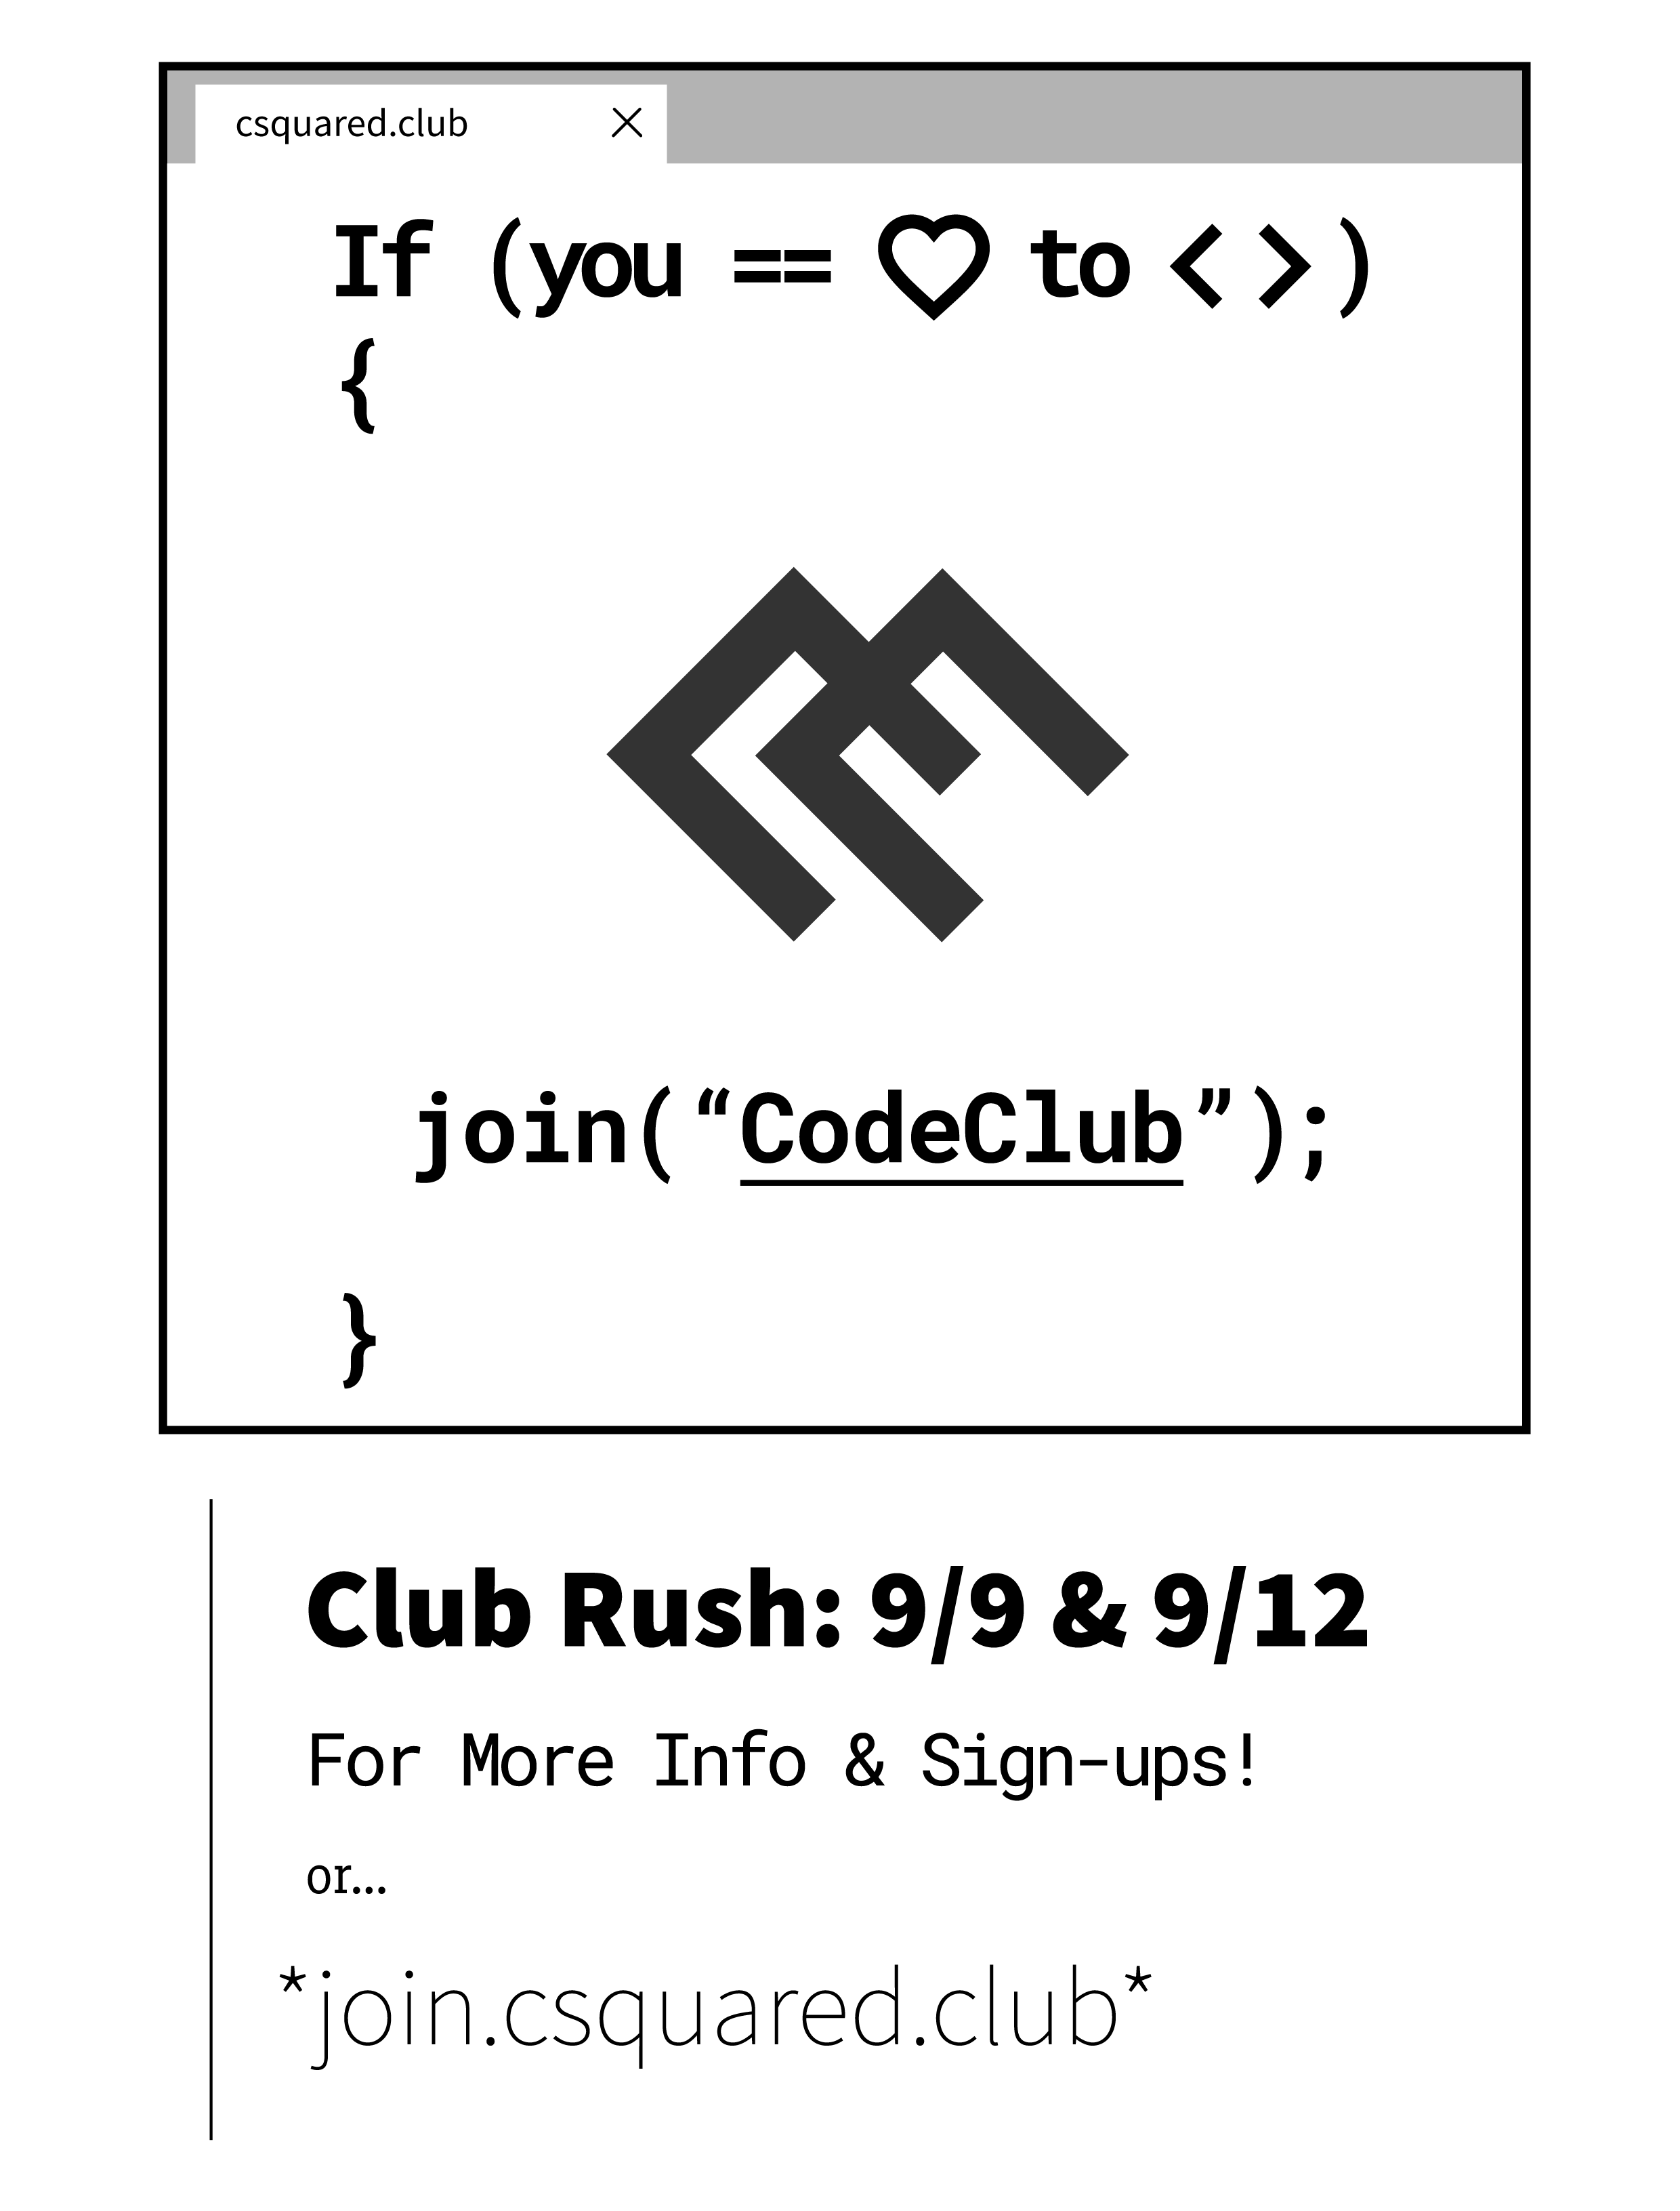 csquared.club
If (you == ♡ to < >)
{
join(“CodeClub”);
}
Club Rush: 9/9 & 9/12
For More Info & Sign-ups!
or...
*join.csquared.club*